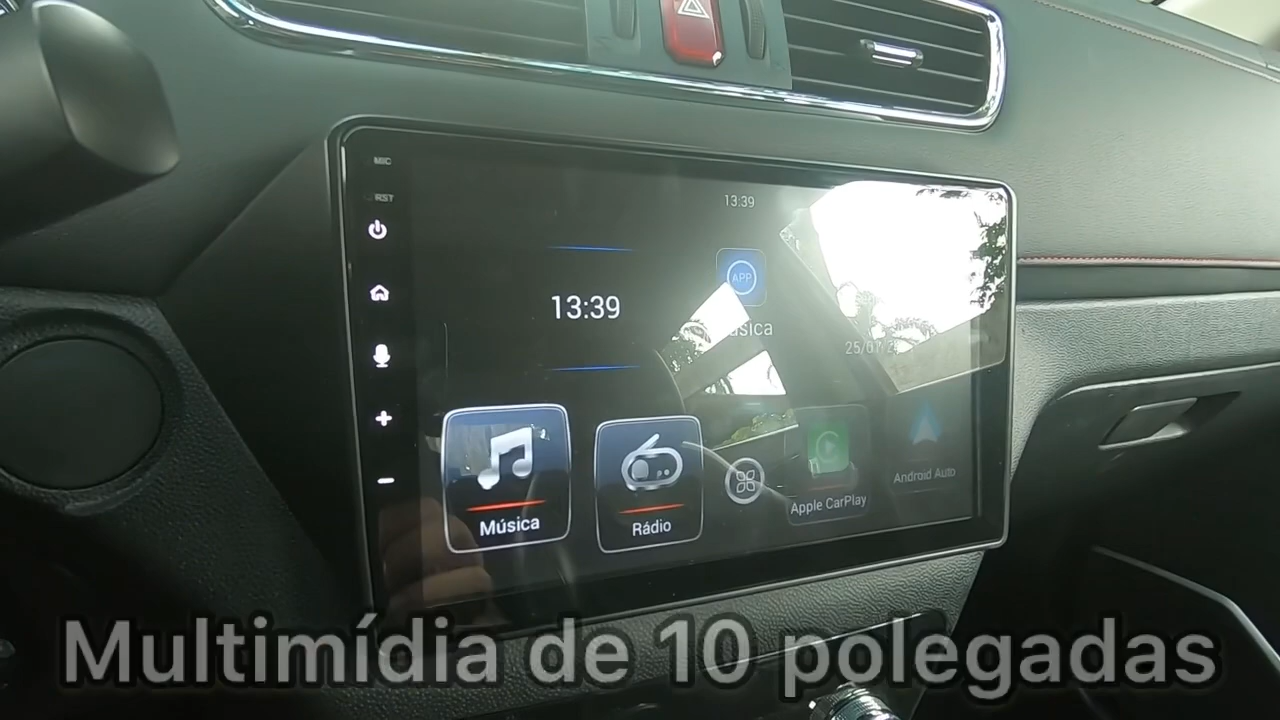 MIC
RST
13:39
13:39
APP
Música
Rádio
Apple CarPlay
Android Auto
Multimídia de 10 polegadas